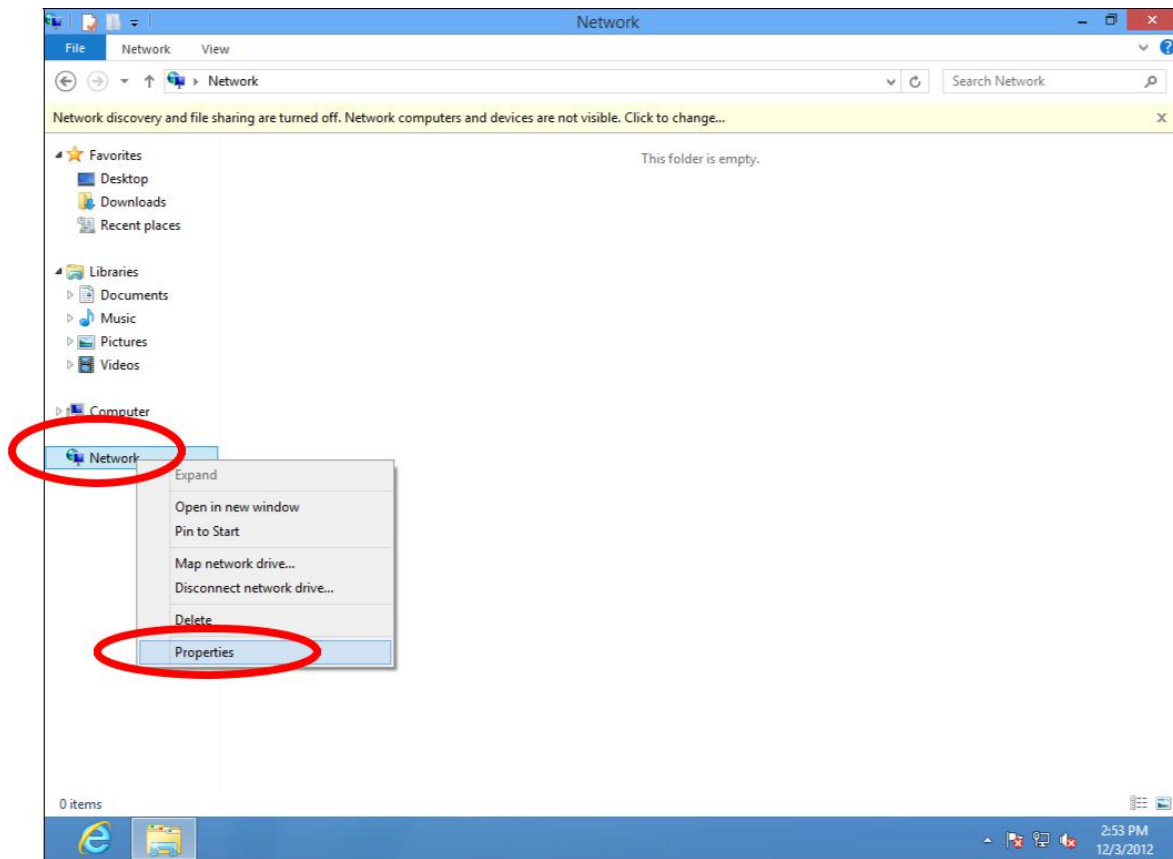 Network
File Network View
Network
Search Network
Network discovery and file sharing are turned off. Network computers and devices are not visible. Click to change...
This folder is empty.
Favorites
Desktop
Downloads
Recent places
Libraries
Documents
Music
Pictures
Videos
Computer
Network
Expand
Open in new window
Pin to Start
Map network drive...
Disconnect network drive...
Delete
Properties
0 items
2:53 PM
12/3/2012